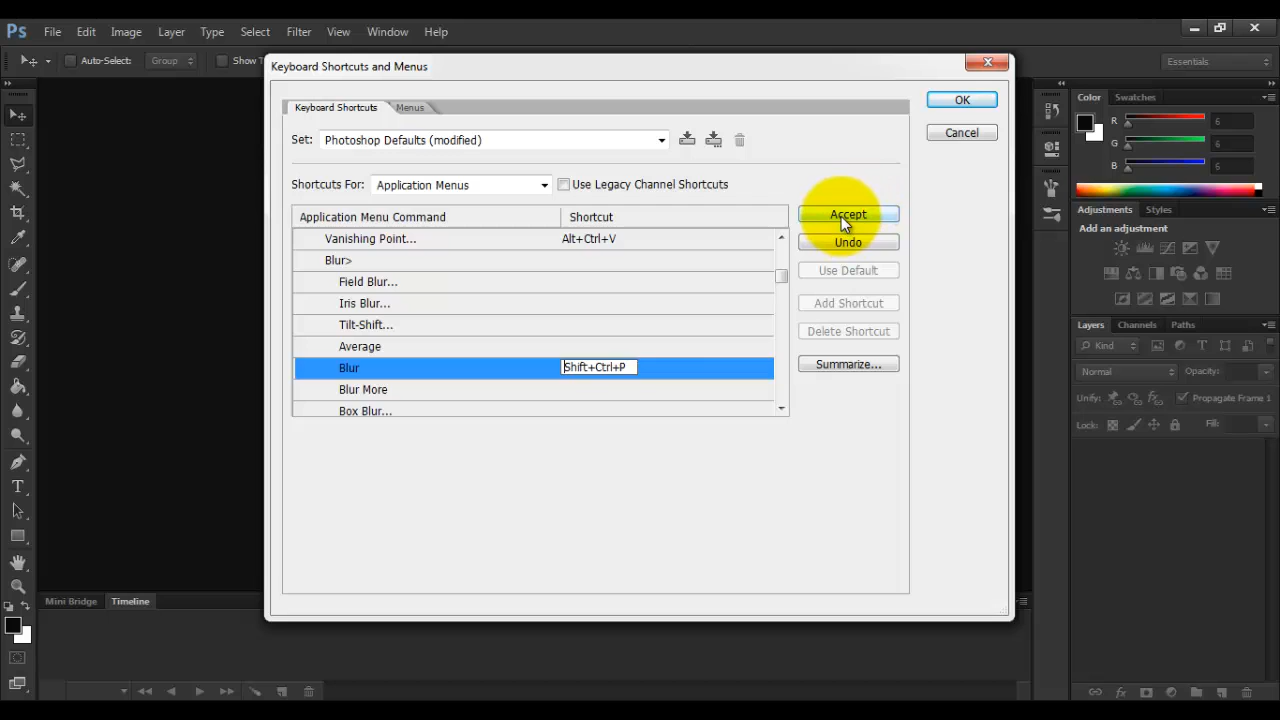 Ps File Edit Image Layer Type Select Filter View Window Help
Auto-Select: Group Show T Essentials
Keyboard Shortcuts and Menus
Keyboard Shortcuts Menus
OK
Cancel
Set: Photoshop Defaults (modified)
Shortcuts For: Application Menus Use Legacy Channel Shortcuts
Application Menu Command Shortcut
Vanishing Point... Alt+Ctrl+V
Blur>
Field Blur...
Iris Blur...
Tilt-Shift...
Average
Blur Shift+Ctrl+P
Blur More
Box Blur...
Accept
Undo
Use Default
Add Shortcut
Delete Shortcut
Summarize...
Color Swatches
R 6
G 6
B 6
Adjustments Styles
Add an adjustment
Layers Channels Paths
Kind
Normal Opacity:
Unify: Propagate Frame 1
Lock: Fill:
Mini Bridge Timeline